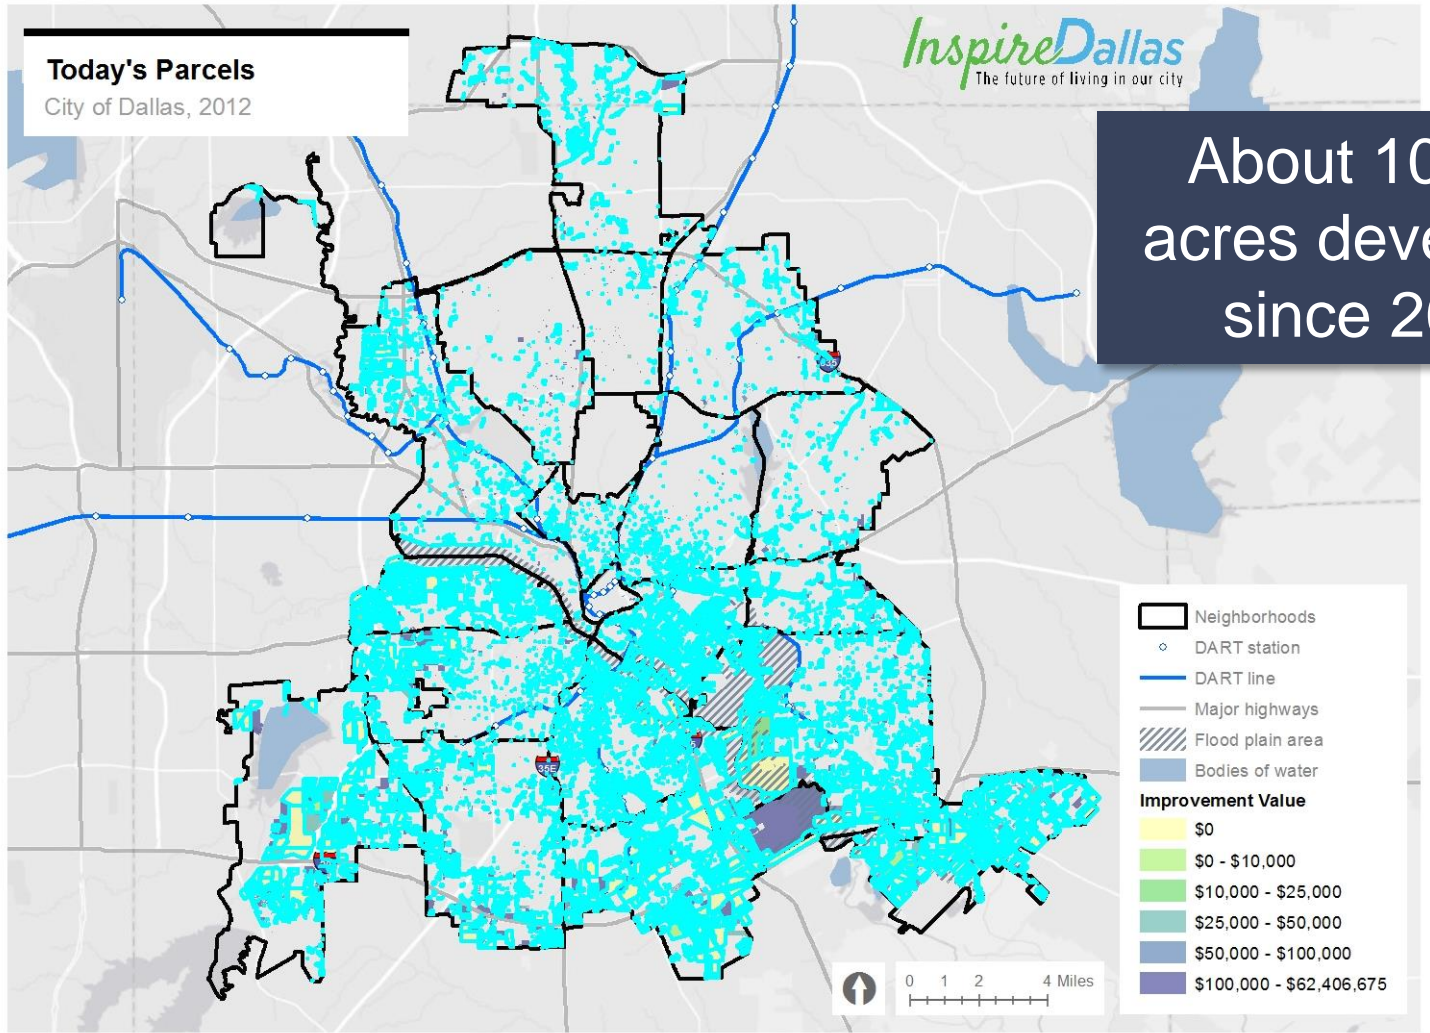 Today's Parcels
City of Dallas, 2012
InspireDallas
The future of living in our city
About 10
acres deve
since 20
35E
Neighborhoods
DART station
DART line
Major highways
Flood plain area
Bodies of water
Improvement Value
$0
$0 - $10,000
$10,000 - $25,000
$25,000 - $50,000
$50,000 - $100,000
$100,000 - $62,406,675
0 1 2 4 Miles